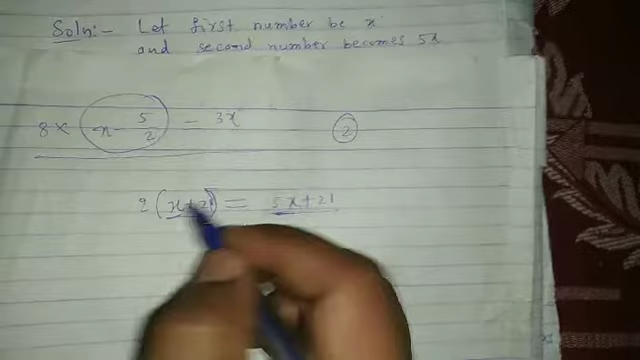 Soln:- Let first number be x
and second number becomes 5x
8x x - 5/2 - 3x 2
2(x+21) = 5x+21